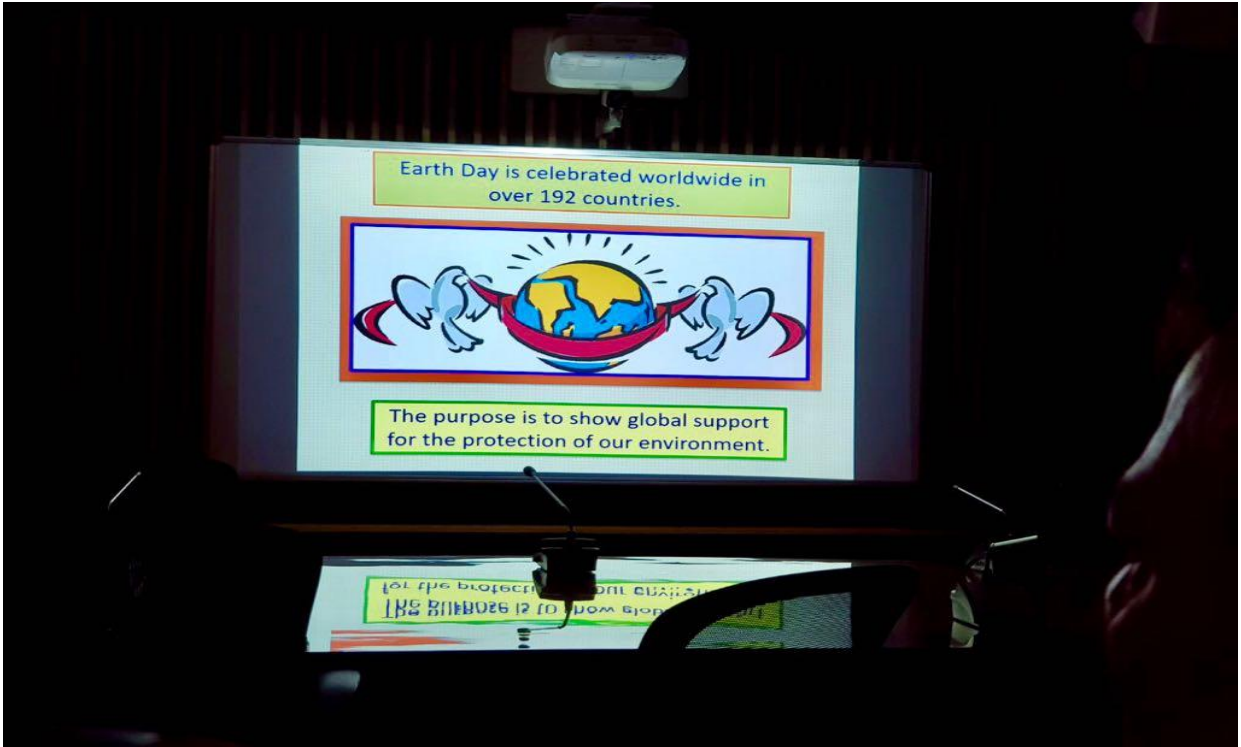 Earth Day is celebrated worldwide in
over 192 countries.
The purpose is to show global support
for the protection of our environment.